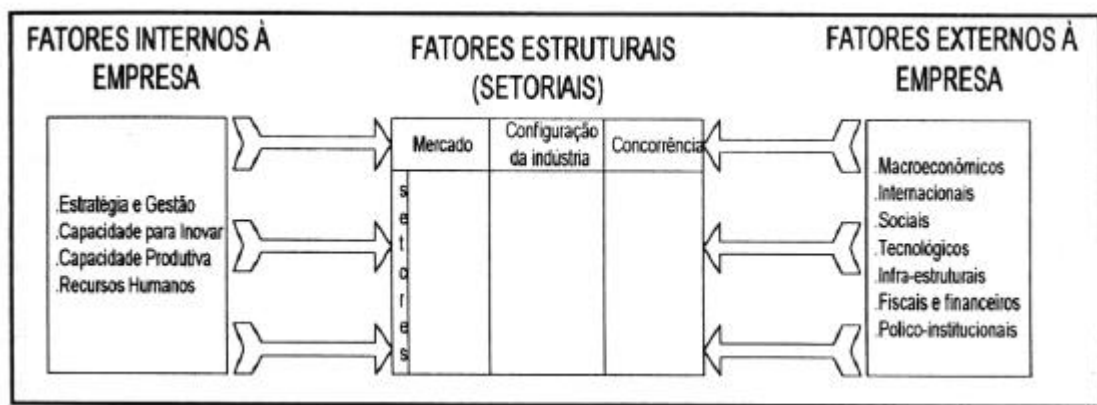 FATORES INTERNOS À
EMPRESA
FATORES ESTRUTURAIS
(SETORIAIS)
FATORES EXTERNOS À
EMPRESA
.Estratégia e Gestão
.Capacidade para Inovar
.Capacidade Produtiva
.Recursos Humanos
Mercado
Configuração
da indústria
Concorrência
setores
.Macroeconômicos
.Internacionais
.Sociais
.Tecnológicos
.Infra-estruturais
.Fiscais e financeiros
.Polico-institucionais